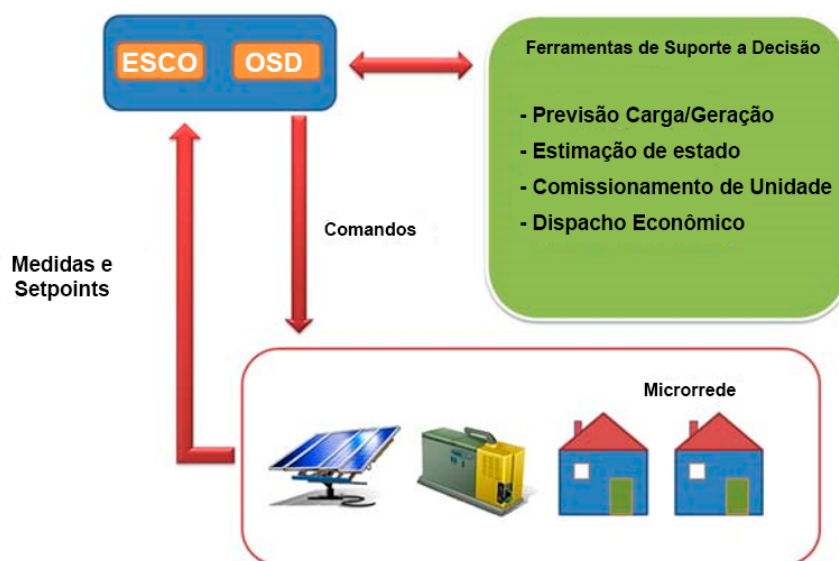 ESCO
OSD
Ferramentas de Suporte a Decisão
- Previsão Carga/Geração
- Estimação de estado
- Comissionamento de Unidade
- Dispacho Econômico
Comandos
Medidas e
Setpoints
Microrrede